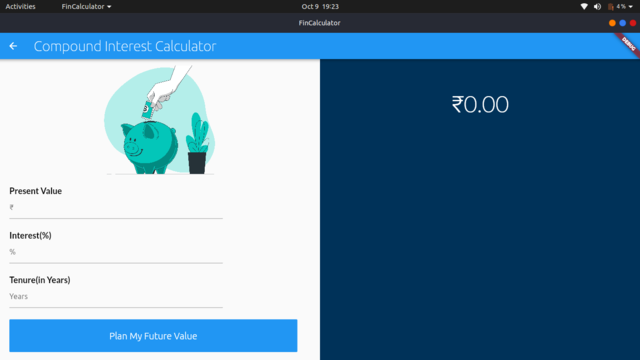 Activities FinCalculator Oct 9 19:23 4%
FinCalculator
Compound Interest Calculator
DEBUG
₹0.00
Present Value
₹
Interest(%)
%
Tenure(in Years)
Years
Plan My Future Value